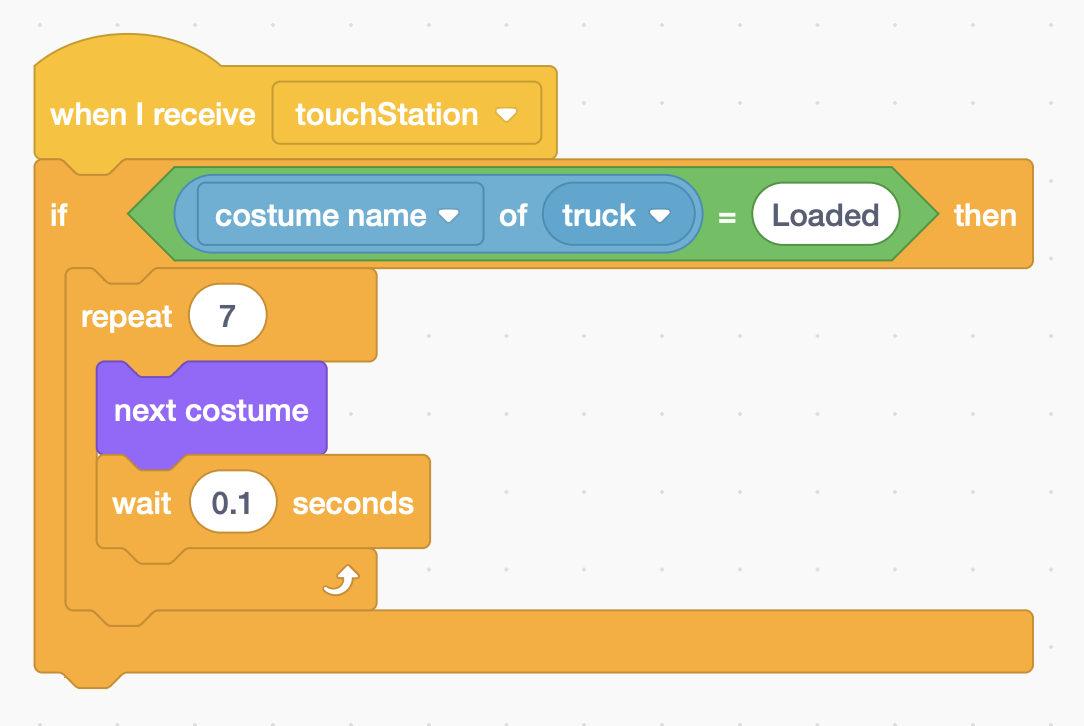 when I receive touchStation
if costume name of truck = Loaded then
repeat 7
next costume
wait 0.1 seconds